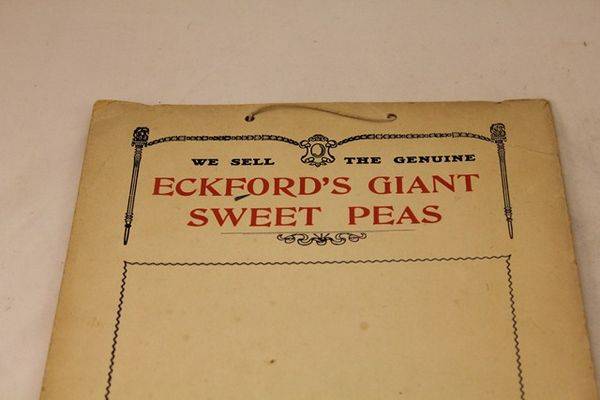 WE SELL THE GENUINE
ECKFORD'S GIANT
SWEET PEAS